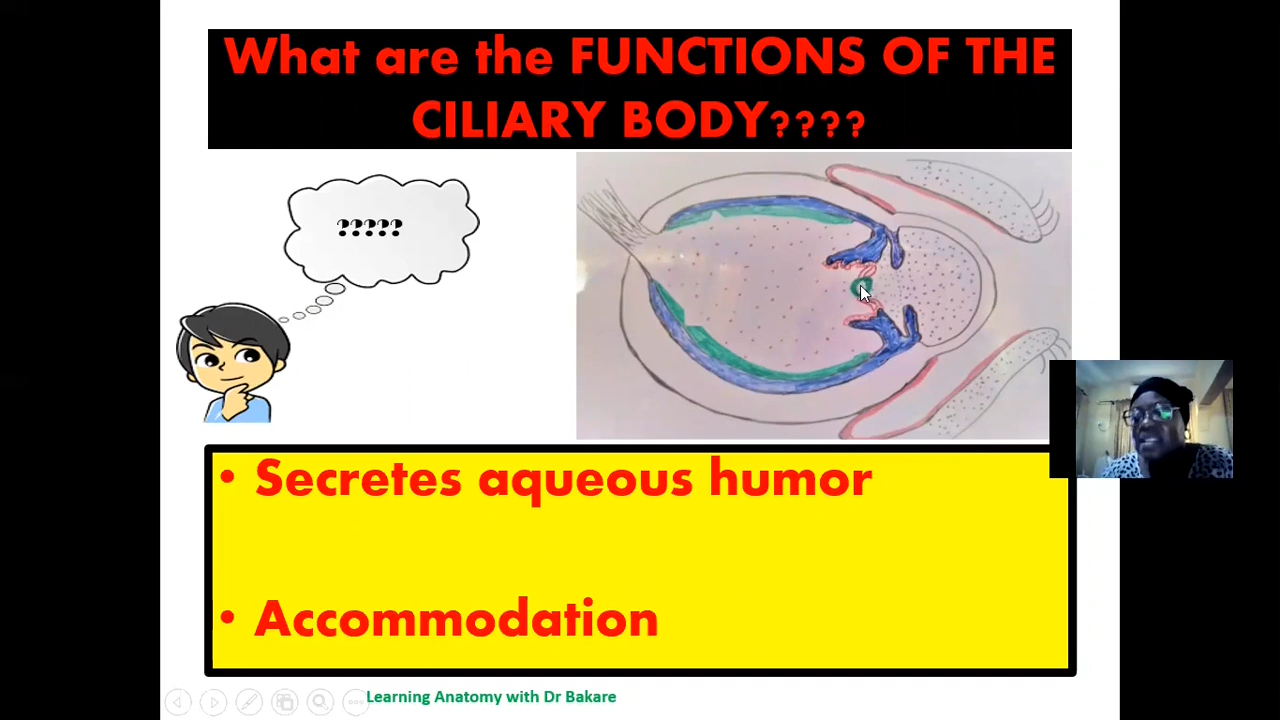 What are the FUNCTIONS OF THE
CILIARY BODY????
?????
• Secretes aqueous humor
• Accommodation
Learning Anatomy with Dr Bakare